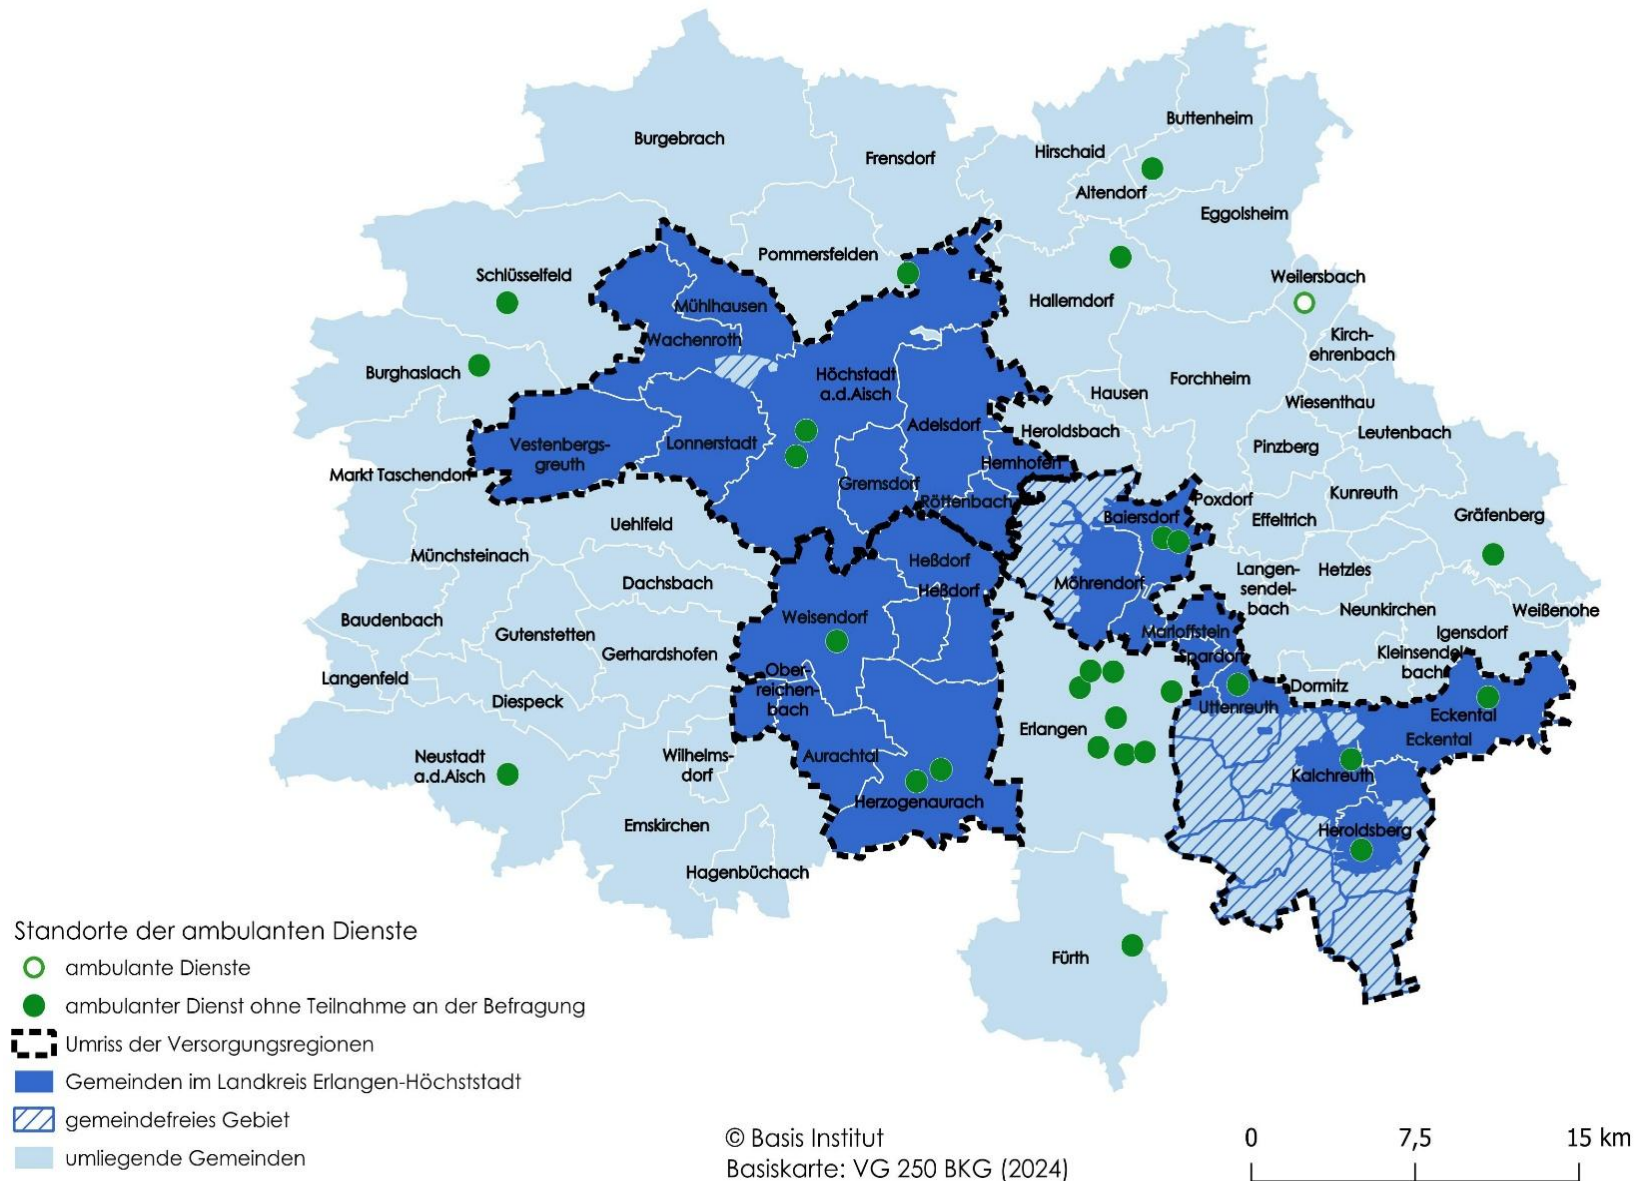 Burgebrach
Frensdorf
Buttenheim
Hirschaid
Altendorf
Eggolsheim
Pommersfelden
Schlüsselfeld
Weilersbach
Hallerndorf
Mühlhausen
Wachenroth
Kirch-
ehrenbach
Burghaslach
Höchstadt
a.d.Aisch
Forchheim
Hausen
Wiesenthau
Adelsdorf
Heroldsbach
Leutenbach
Vestenbergs-
greuth
Lonnerstadt
Pinzberg
Hemhofen
Markt Taschendorf
Gremsdorf
Röttenbach
Poxdorf
Kunreuth
Uehlfeld
Baiersdorf
Effeltrich
Gräfenberg
Münchsteinach
Heßdorf
Dachsbach
Heßdorf
Möhrendorf
Langen-
sendel-
bach
Hetzles
Baudenbach
Weisendorf
Neunkirchen
Weißenohe
Gutenstetten
Marloffstein
Igensdorf
Gerhardshofen
Spardorf
Kleinsendel-
bach
Langenfeld
Ober-
reichen-
bach
Dormitz
Diespeck
Uttenreuth
Eckental
Erlangen
Eckental
Neustadt
a.d.Aisch
Wilhelms-
dorf
Aurachtal
Kalchreuth
Herzogenaurach
Emskirchen
Heroldsberg
Hagenbüchach
Fürth
Standorte der ambulanten Dienste
ambulante Dienste
ambulanter Dienst ohne Teilnahme an der Befragung
Umriss der Versorgungsregionen
Gemeinden im Landkreis Erlangen-Höchststadt
gemeindefreies Gebiet
umliegende Gemeinden
© Basis Institut
Basiskarte: VG 250 BKG (2024)
0 7,5 15 km